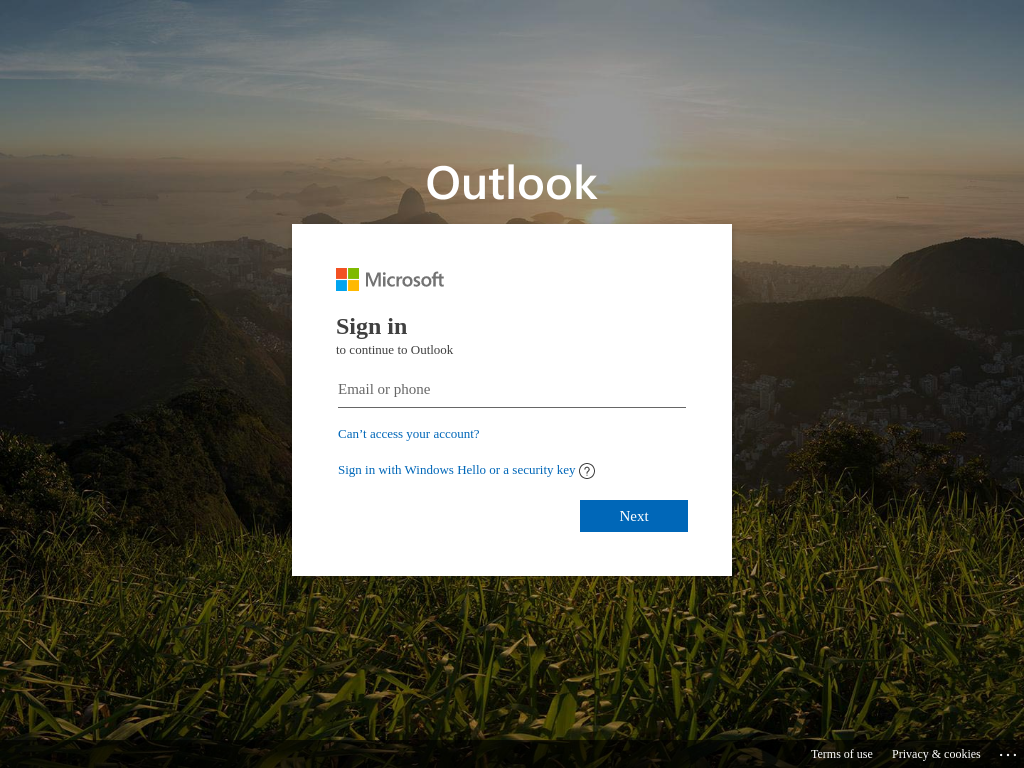 Outlook
Microsoft
Sign in
to continue to Outlook
Email or phone
Can’t access your account?
Sign in with Windows Hello or a security key
Next
Terms of use Privacy & cookies ...